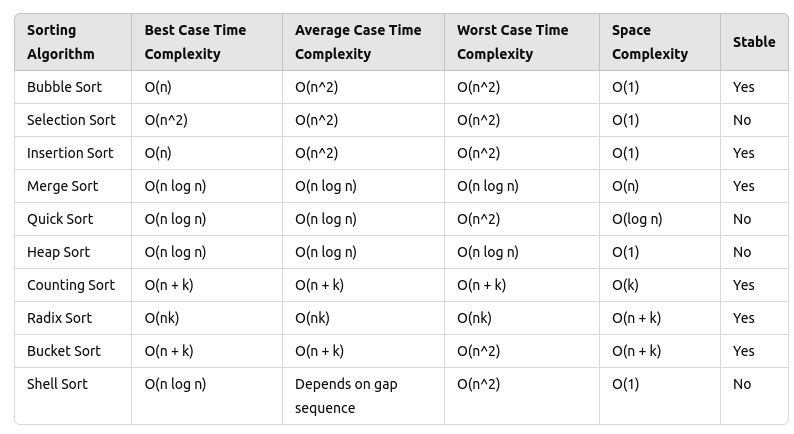 Sorting Algorithm | Best Case Time Complexity | Average Case Time Complexity | Worst Case Time Complexity | Space Complexity | Stable
Bubble Sort | O(n) | O(n^2) | O(n^2) | O(1) | Yes
Selection Sort | O(n^2) | O(n^2) | O(n^2) | O(1) | No
Insertion Sort | O(n) | O(n^2) | O(n^2) | O(1) | Yes
Merge Sort | O(n log n) | O(n log n) | O(n log n) | O(n) | Yes
Quick Sort | O(n log n) | O(n log n) | O(n^2) | O(log n) | No
Heap Sort | O(n log n) | O(n log n) | O(n log n) | O(1) | No
Counting Sort | O(n + k) | O(n + k) | O(n + k) | O(k) | Yes
Radix Sort | O(nk) | O(nk) | O(nk) | O(n + k) | Yes
Bucket Sort | O(n + k) | O(n + k) | O(n^2) | O(n + k) | Yes
Shell Sort | O(n log n) | Depends on gap sequence | O(n^2) | O(1) | No